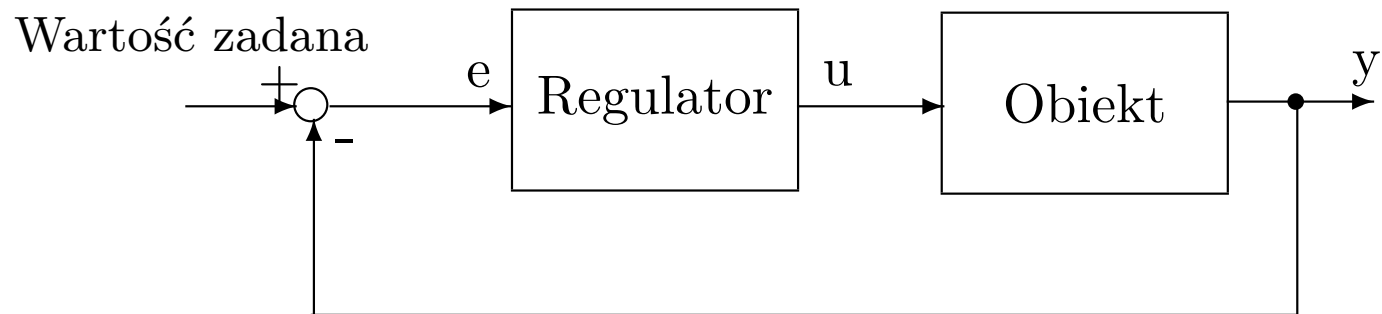 Wartość zadana
+
-
e
Regulator
u
Obiekt
y